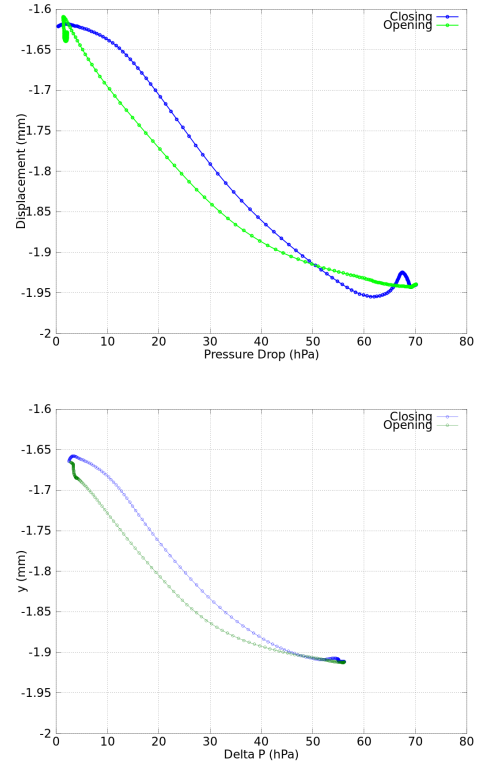 -1.6
Closing
Opening
-1.65
-1.7
-1.75
-1.8
-1.85
-1.9
-1.95
-2
Displacement (mm)
0 10 20 30 40 50 60 70 80
Pressure Drop (hPa)
-1.6
Closing
Opening
-1.65
-1.7
-1.75
-1.8
-1.85
-1.9
-1.95
-2
y (mm)
0 10 20 30 40 50 60 70 80
Delta P (hPa)